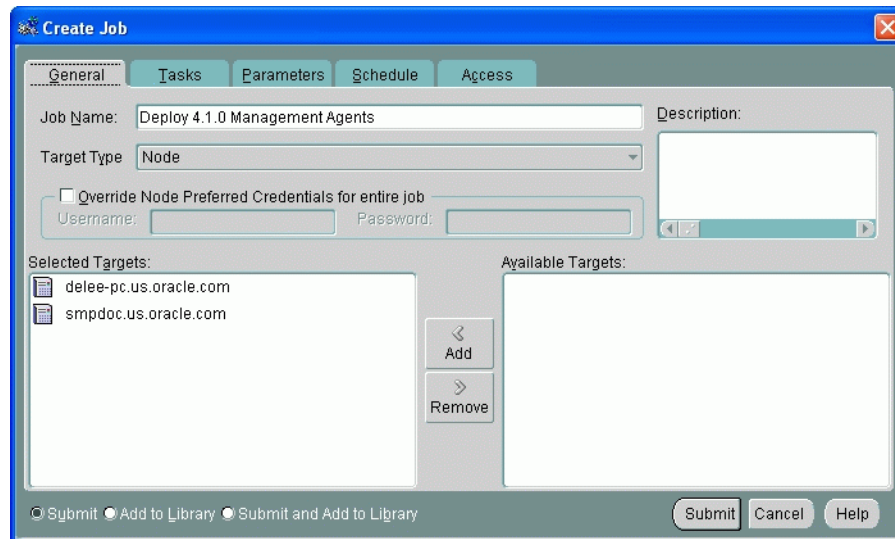 Create Job
General Tasks Parameters Schedule Access
Job Name: Deploy 4.1.0 Management Agents
Description:
Target Type Node
Override Node Preferred Credentials for entire job
Username: Password:
Selected Targets: Available Targets:
delee-pc.us.oracle.com
smpdoc.us.oracle.com
Add
Remove
Submit Add to Library Submit and Add to Library Submit Cancel Help